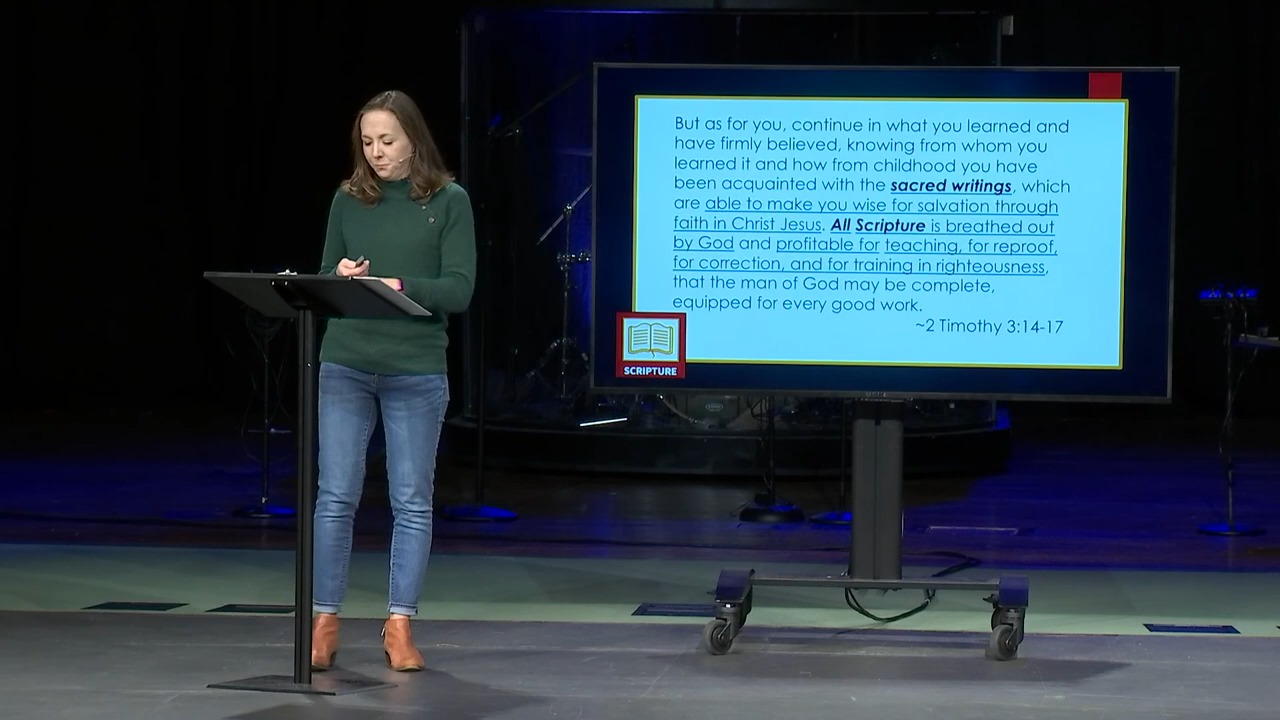 But as for you, continue in what you learned and
have firmly believed, knowing from whom you
learned it and how from childhood you have
been acquainted with the sacred writings, which
are able to make you wise for salvation through
faith in Christ Jesus. All Scripture is breathed out
by God and profitable for teaching, for reproof,
for correction, and for training in righteousness,
that the man of God may be complete,
equipped for every good work.
~2 Timothy 3:14-17
SCRIPTURE